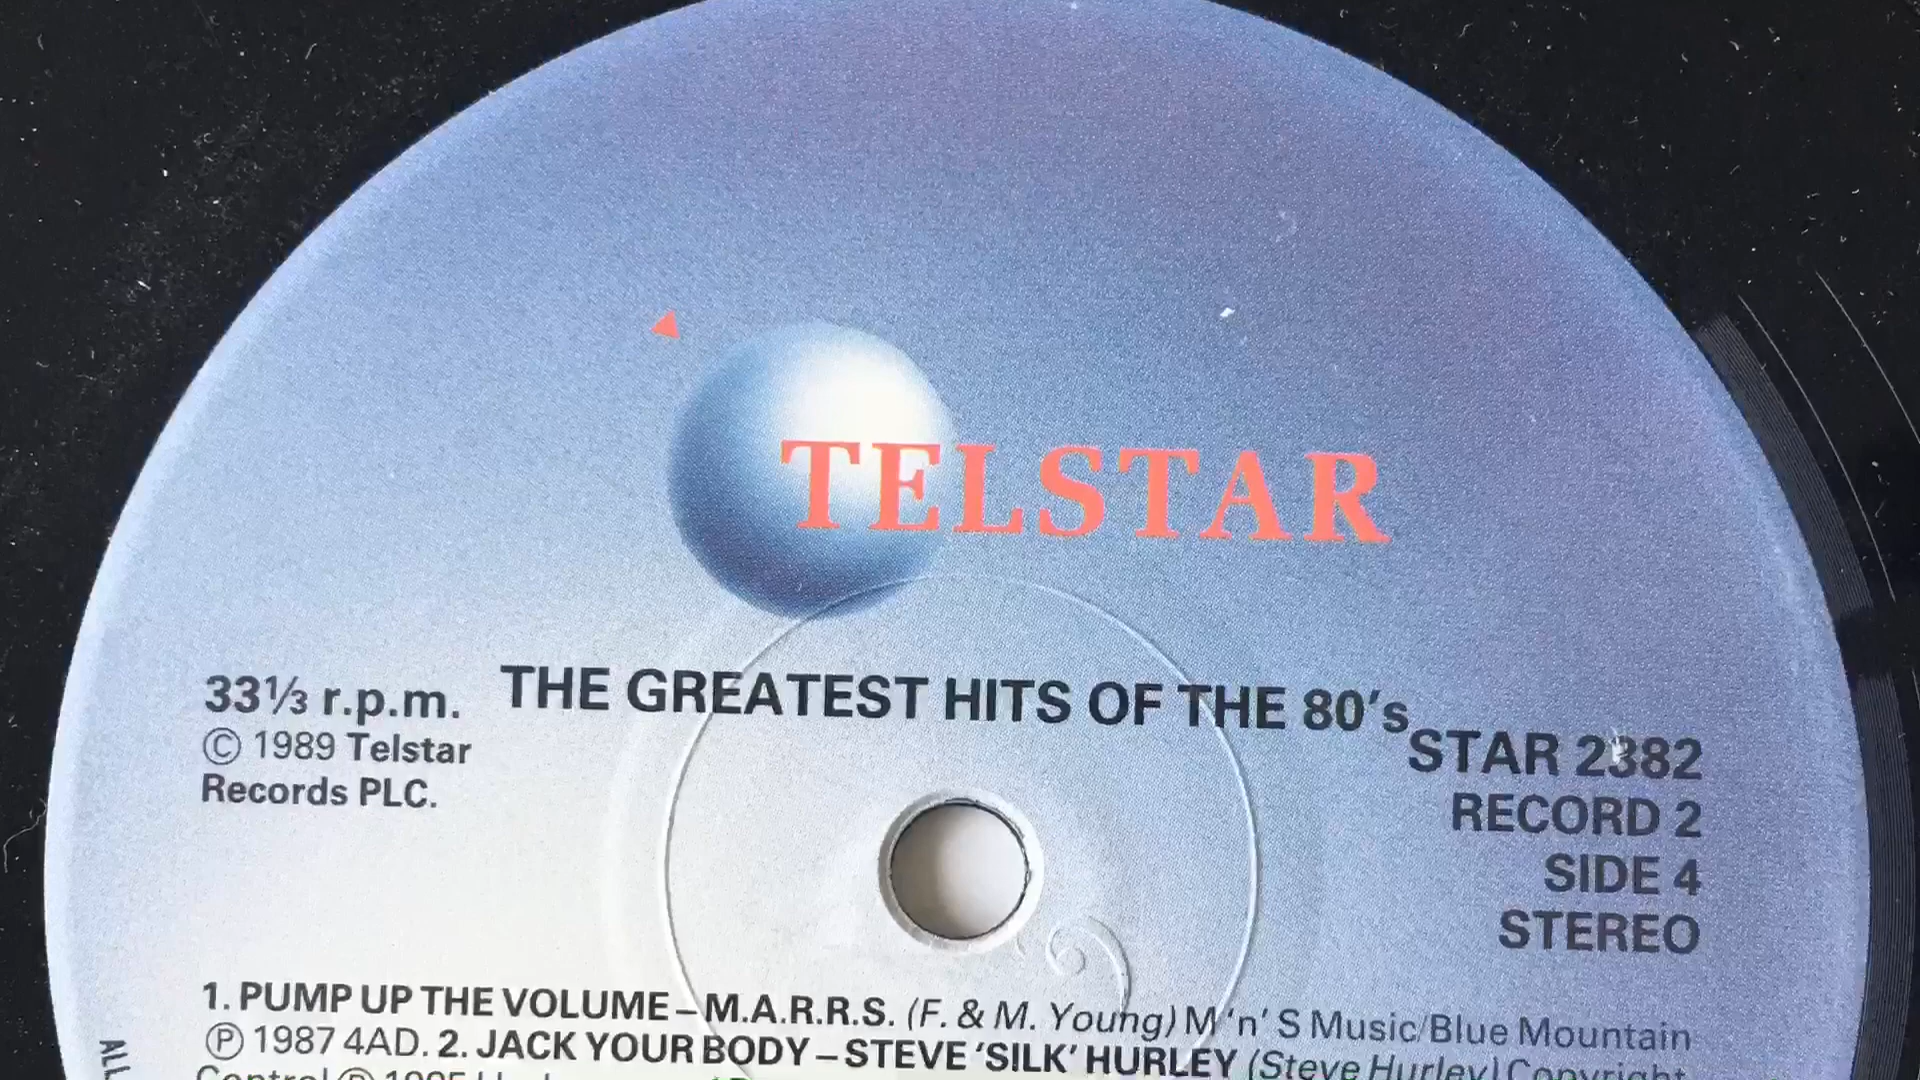 TELSTAR
33⅓ r.p.m.
THE GREATEST HITS OF THE 80's
© 1989 Telstar
Records PLC.
STAR 2382
RECORD 2
SIDE 4
STEREO
1. PUMP UP THE VOLUME – M.A.R.R.S. (F. & M. Young) M 'n' S Music/Blue Mountain
℗ 1987 4AD. 2. JACK YOUR BODY – STEVE 'SILK' HURLEY (Steve Hurley) Copyright
Control ℗
ALL